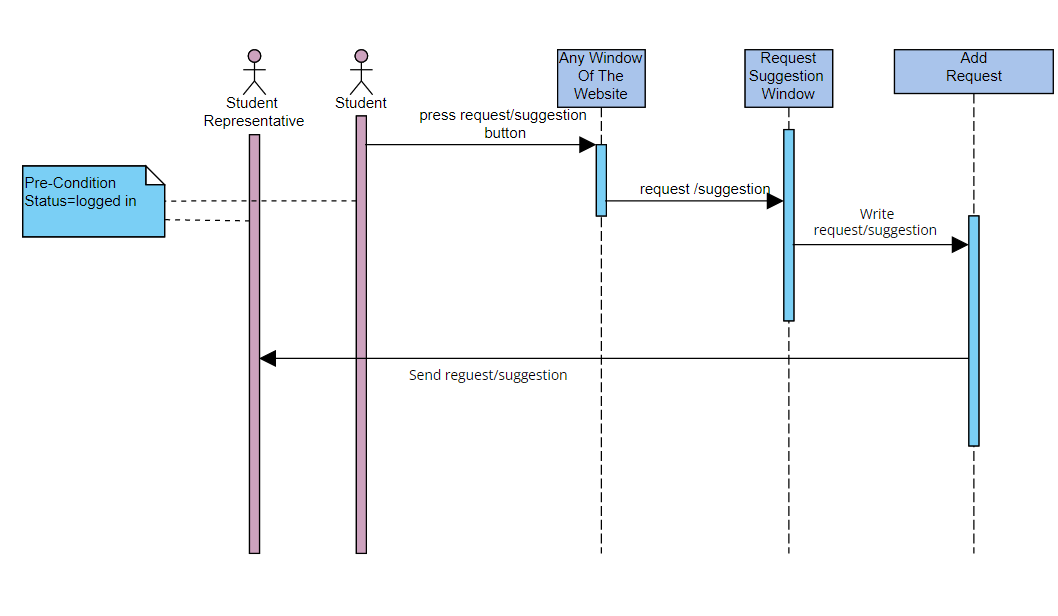 Any Window
Of The
Website
Request
Suggestion
Window
Add
Request
Student
Representative
Student
press request/suggestion
button
Pre-Condition
Status=logged in
request /suggestion
Write
request/suggestion
Send reguest/suggestion